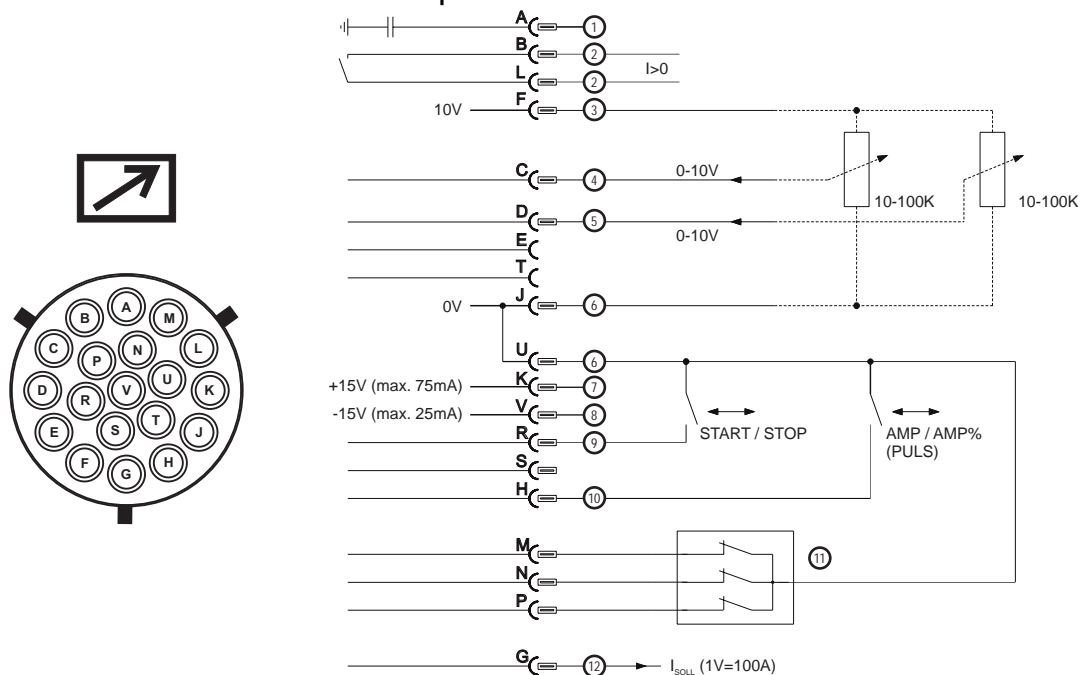 A ①
B ②
L ② I>0
10V F ③
C ④ 0-10V 10-100K 10-100K
D ⑤ 0-10V
E
T
0V J ⑥
U ⑥
+15V (max. 75mA) K ⑦
-15V (max. 25mA) V ⑧
R ⑨ START / STOP AMP / AMP%
(PULS)
S
H ⑩
M ⑪
N
P
G ⑫ I_SOLL (1V=100A)
A
B M
N
C P L
U
D R V K
T
E S J
F H
G